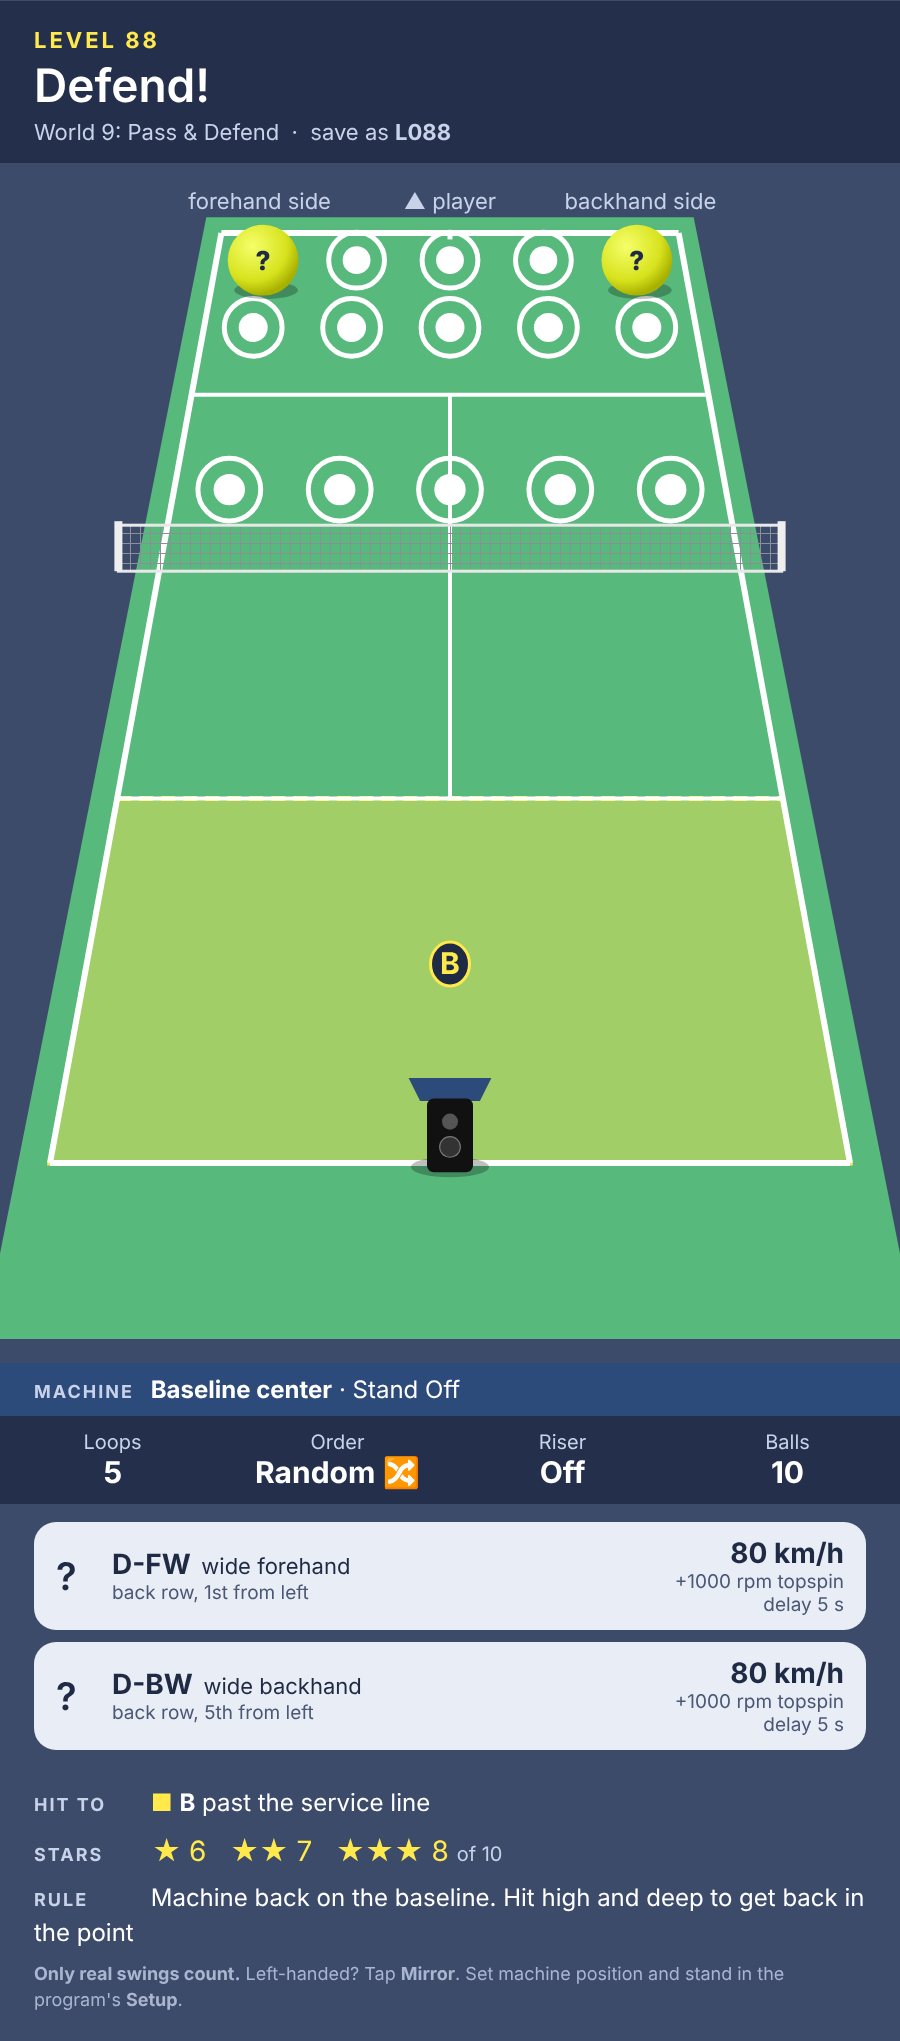 LEVEL 88
Defend!
World 9: Pass & Defend · save as L088
forehand side ▲ player backhand side
? ?
B
MACHINE Baseline center · Stand Off
Loops Order Riser Balls
5 Random 🔀 Off 10
? D-FW wide forehand 80 km/h
back row, 1st from left +1000 rpm topspin
delay 5 s
? D-BW wide backhand 80 km/h
back row, 5th from left +1000 rpm topspin
delay 5 s
HIT TO ■ B past the service line
STARS ★ 6 ★★ 7 ★★★ 8 of 10
RULE Machine back on the baseline. Hit high and deep to get back in
the point
Only real swings count. Left-handed? Tap Mirror. Set machine position and stand in the
program's Setup.